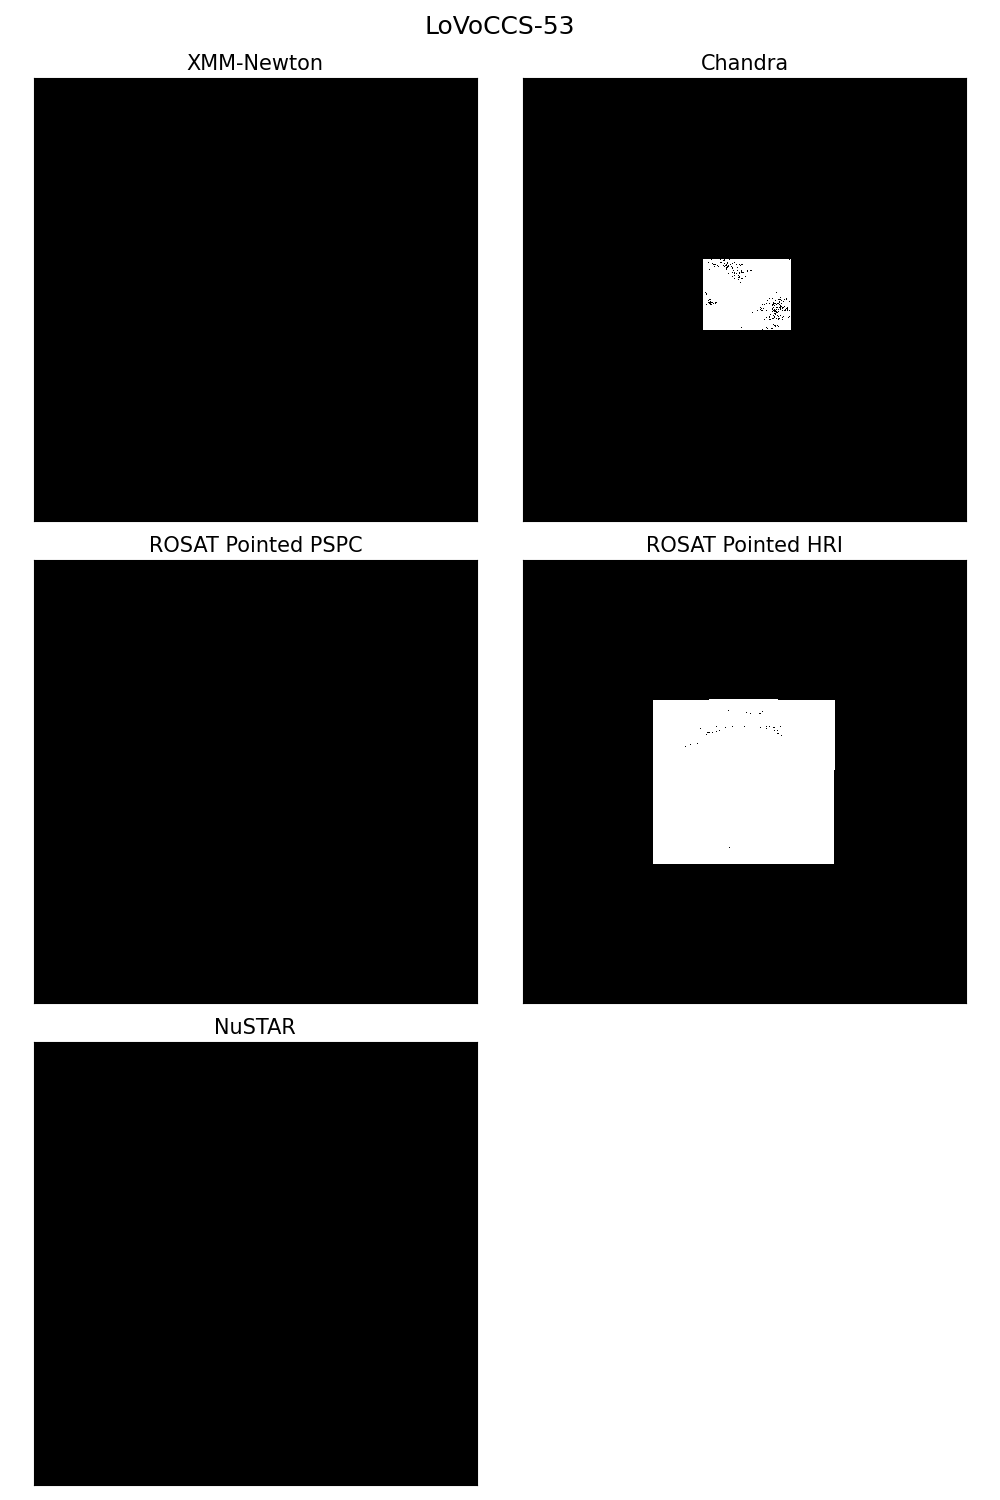 LoVoCCS-53
XMM-Newton
Chandra
ROSAT Pointed PSPC
ROSAT Pointed HRI
NuSTAR